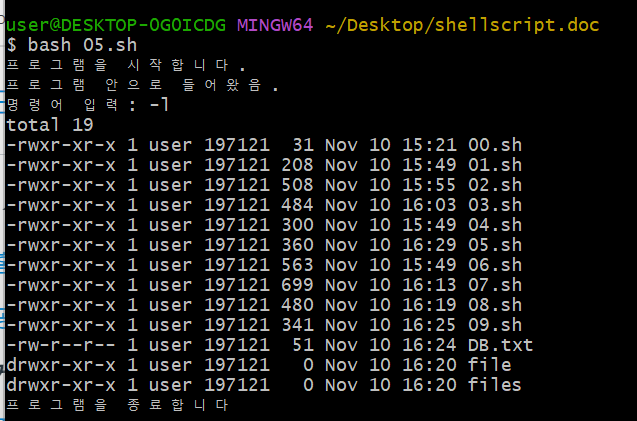 user@DESKTOP-OGOICDG MINGW64 ~/Desktop/shellscript.doc
$ bash 05.sh
프로그램을 시작합니다.
프로그램 안으로 들어왔음.
명령어 입력: -l
total 19
-rwxr-xr-x 1 user 197121  31 Nov 10 15:21 00.sh
-rwxr-xr-x 1 user 197121 208 Nov 10 15:49 01.sh
-rwxr-xr-x 1 user 197121 508 Nov 10 15:55 02.sh
-rwxr-xr-x 1 user 197121 484 Nov 10 16:03 03.sh
-rwxr-xr-x 1 user 197121 300 Nov 10 15:49 04.sh
-rwxr-xr-x 1 user 197121 360 Nov 10 16:29 05.sh
-rwxr-xr-x 1 user 197121 563 Nov 10 15:49 06.sh
-rwxr-xr-x 1 user 197121 699 Nov 10 16:13 07.sh
-rwxr-xr-x 1 user 197121 480 Nov 10 16:19 08.sh
-rwxr-xr-x 1 user 197121 341 Nov 10 16:25 09.sh
-rw-r--r-- 1 user 197121  51 Nov 10 16:24 DB.txt
drwxr-xr-x 1 user 197121   0 Nov 10 16:20 file
drwxr-xr-x 1 user 197121   0 Nov 10 16:20 files
프로그램을 종료합니다